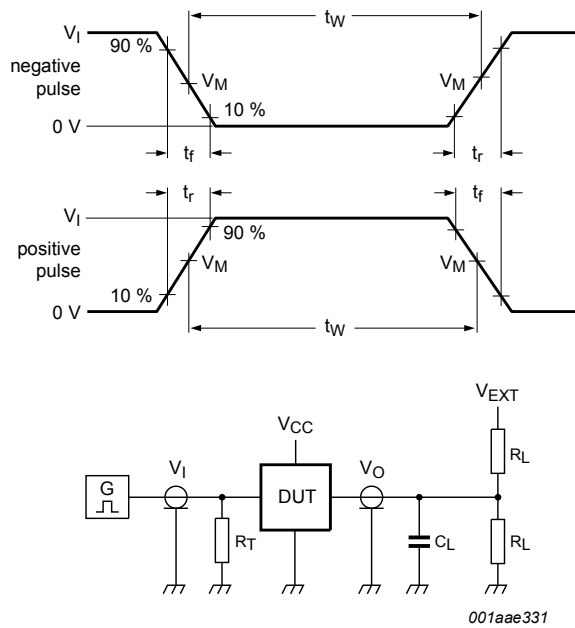 V_I
t_W
90 %
negative
pulse
V_M
V_M
10 %
0 V
t_f
t_r
t_r
t_f
V_I
90 %
positive
pulse
V_M
V_M
10 %
0 V
t_W
V_EXT
V_CC
R_L
V_I
V_O
G
DUT
R_T
C_L
R_L
001aae331